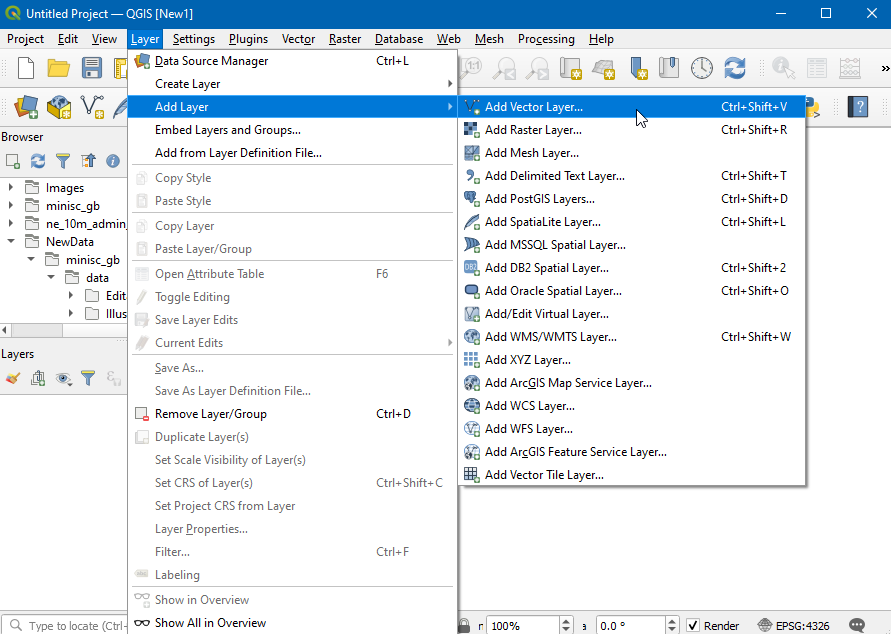 Untitled Project — QGIS [New1]
Project Edit View Layer Settings Plugins Vector Raster Database Web Mesh Processing Help
Data Source Manager Ctrl+L
Create Layer
Add Layer
Embed Layers and Groups...
Add from Layer Definition File...
Copy Style
Paste Style
Copy Layer
Paste Layer/Group
Open Attribute Table F6
Toggle Editing
Save Layer Edits
Current Edits
Save As...
Save As Layer Definition File...
Remove Layer/Group Ctrl+D
Duplicate Layer(s)
Set Scale Visibility of Layer(s)
Set CRS of Layer(s) Ctrl+Shift+C
Set Project CRS from Layer
Layer Properties...
Filter... Ctrl+F
Labeling
Show in Overview
Show All in Overview
Add Vector Layer... Ctrl+Shift+V
Add Raster Layer... Ctrl+Shift+R
Add Mesh Layer...
Add Delimited Text Layer... Ctrl+Shift+T
Add PostGIS Layers... Ctrl+Shift+D
Add SpatiaLite Layer... Ctrl+Shift+L
Add MSSQL Spatial Layer...
Add DB2 Spatial Layer... Ctrl+Shift+2
Add Oracle Spatial Layer... Ctrl+Shift+O
Add/Edit Virtual Layer...
Add WMS/WMTS Layer... Ctrl+Shift+W
Add XYZ Layer...
Add ArcGIS Map Service Layer...
Add WCS Layer...
Add WFS Layer...
Add ArcGIS Feature Service Layer...
Add Vector Tile Layer...
Browser
Images
minisc_gb
ne_10m_admin_
NewData
minisc_gb
data
Edit
Illus
Layers
Type to locate (Ctrl+
100%
0.0 °
Render
EPSG:4326